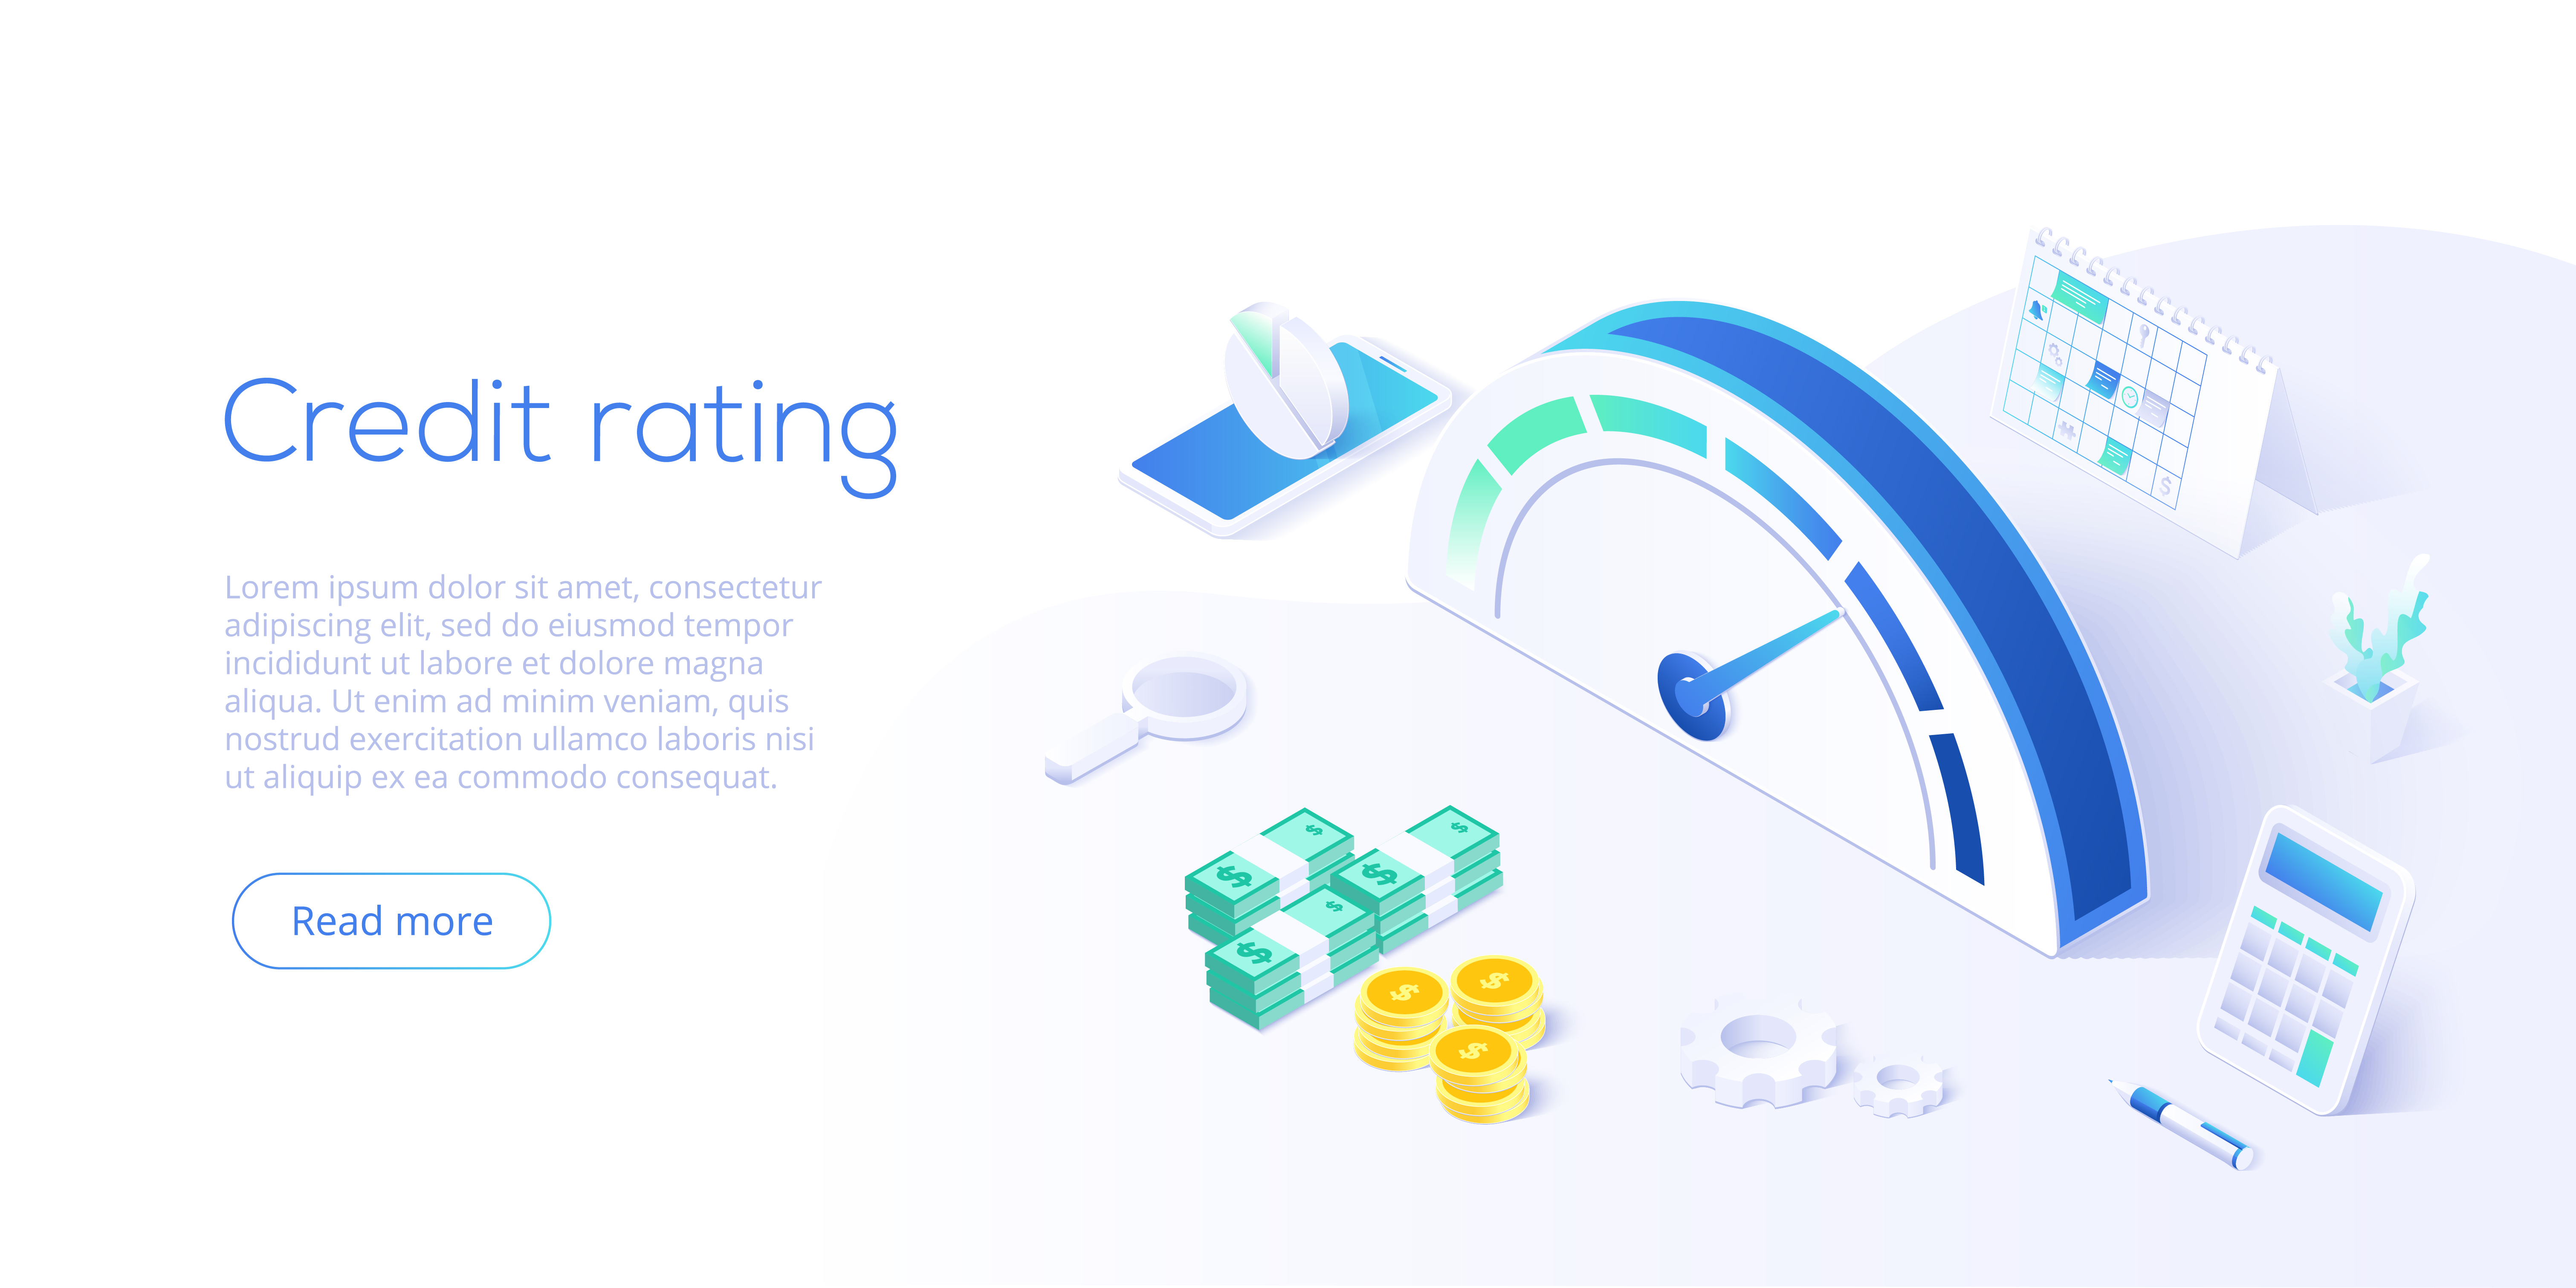 Credit rating
Lorem ipsum dolor sit amet, consectetur
adipiscing elit, sed do eiusmod tempor
incididunt ut labore et dolore magna
aliqua. Ut enim ad minim veniam, quis
nostrud exercitation ullamco laboris nisi
ut aliquip ex ea commodo consequat.
Read more
$
$ $
$ $
$
$
$ $
$